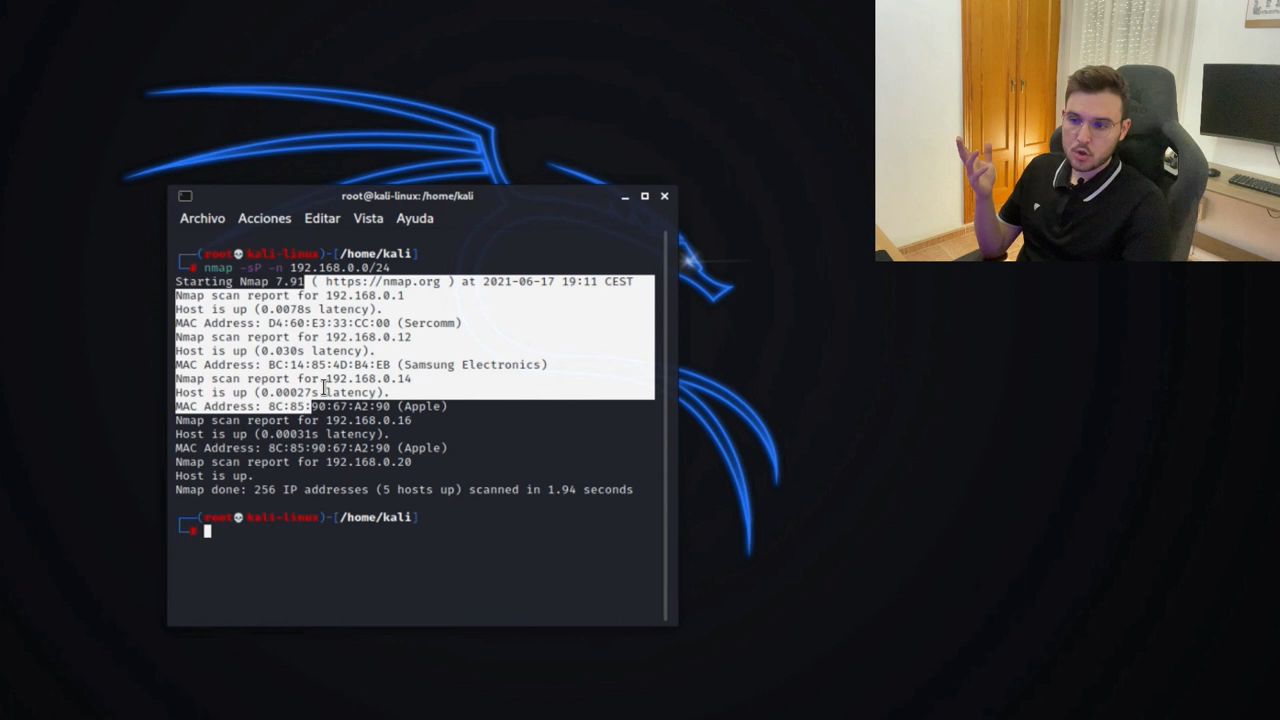 root@kali-linux:/home/kali
Archivo Acciones Editar Vista Ayuda
(root💀kali-linux)-[/home/kali]
nmap -sP -n 192.168.0.0/24
Starting Nmap 7.91 ( https://nmap.org ) at 2021-06-17 19:11 CEST
Nmap scan report for 192.168.0.1
Host is up (0.0078s latency).
MAC Address: D4:60:E3:33:CC:00 (Sercomm)
Nmap scan report for 192.168.0.12
Host is up (0.030s latency).
MAC Address: BC:14:85:4D:B4:EB (Samsung Electronics)
Nmap scan report for 192.168.0.14
Host is up (0.00027s latency).
MAC Address: 8C:85:90:67:A2:90 (Apple)
Nmap scan report for 192.168.0.16
Host is up (0.00031s latency).
MAC Address: 8C:85:90:67:A2:90 (Apple)
Nmap scan report for 192.168.0.20
Host is up.
Nmap done: 256 IP addresses (5 hosts up) scanned in 1.94 seconds
(root💀kali-linux)-[/home/kali]